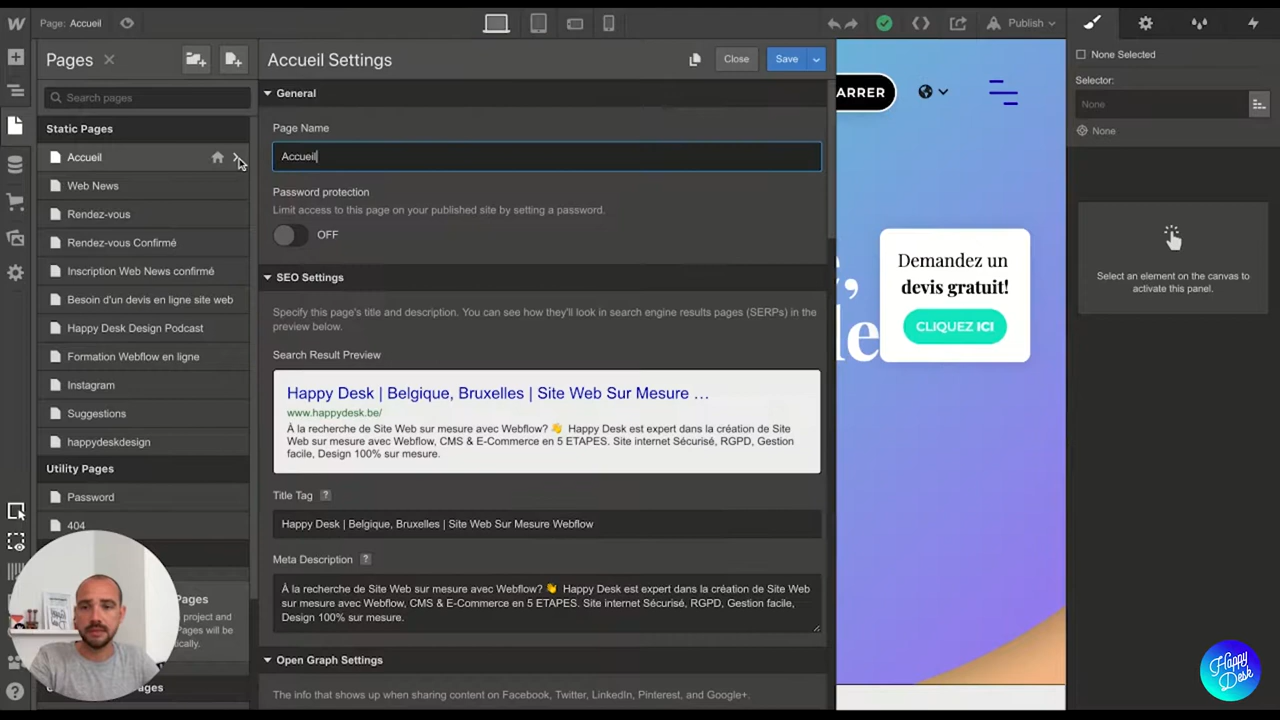 Page: Accueil
Publish
Pages
Search pages
Static Pages
Accueil
Web News
Rendez-vous
Rendez-vous Confirmé
Inscription Web News confirmé
Besoin d'un devis en ligne site web
Happy Desk Design Podcast
Formation Webflow en ligne
Instagram
Suggestions
happydeskdesign
Utility Pages
Password
404
Pages
project and
Pages will be
cally.
Pages
Accueil Settings
Close
Save
General
Page Name
Accueil
Password protection
Limit access to this page on your published site by setting a password.
OFF
SEO Settings
Specify this page's title and description. You can see how they'll look in search engine results pages (SERPs) in the
preview below.
Search Result Preview
Happy Desk | Belgique, Bruxelles | Site Web Sur Mesure ...
www.happydesk.be/
À la recherche de Site Web sur mesure avec Webflow? 👋 Happy Desk est expert dans la création de Site
Web sur mesure avec Webflow, CMS & E-Commerce en 5 ETAPES. Site internet Sécurisé, RGPD, Gestion
facile, Design 100% sur mesure.
Title Tag ?
Happy Desk | Belgique, Bruxelles | Site Web Sur Mesure Webflow
Meta Description ?
À la recherche de Site Web sur mesure avec Webflow? 👋 Happy Desk est expert dans la création de Site Web
sur mesure avec Webflow, CMS & E-Commerce en 5 ETAPES. Site internet Sécurisé, RGPD, Gestion facile,
Design 100% sur mesure.
Open Graph Settings
The info that shows up when sharing content on Facebook, Twitter, LinkedIn, Pinterest, and Google+.
ARRER
Demandez un
devis gratuit!
CLIQUEZ ICI
le
None Selected
Selector:
None
None
Select an element on the canvas to
activate this panel.
Happy
Desk